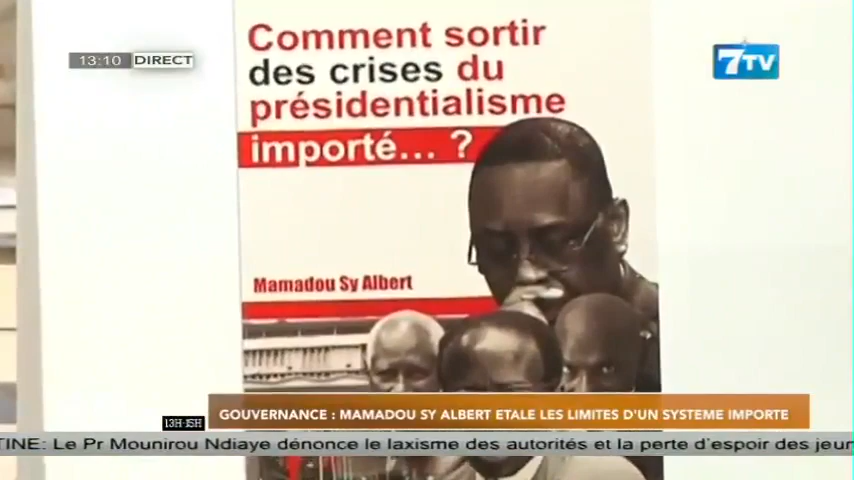 13:10 DIRECT
7TV
Comment sortir
des crises du
présidentialisme
importé... ?
Mamadou Sy Albert
GOUVERNANCE : MAMADOU SY ALBERT ETALE LES LIMITES D'UN SYSTEME IMPORTE
13H-15H
TINE: Le Pr Mounirou Ndiaye dénonce le laxisme des autorités et la perte d'espoir des jeun